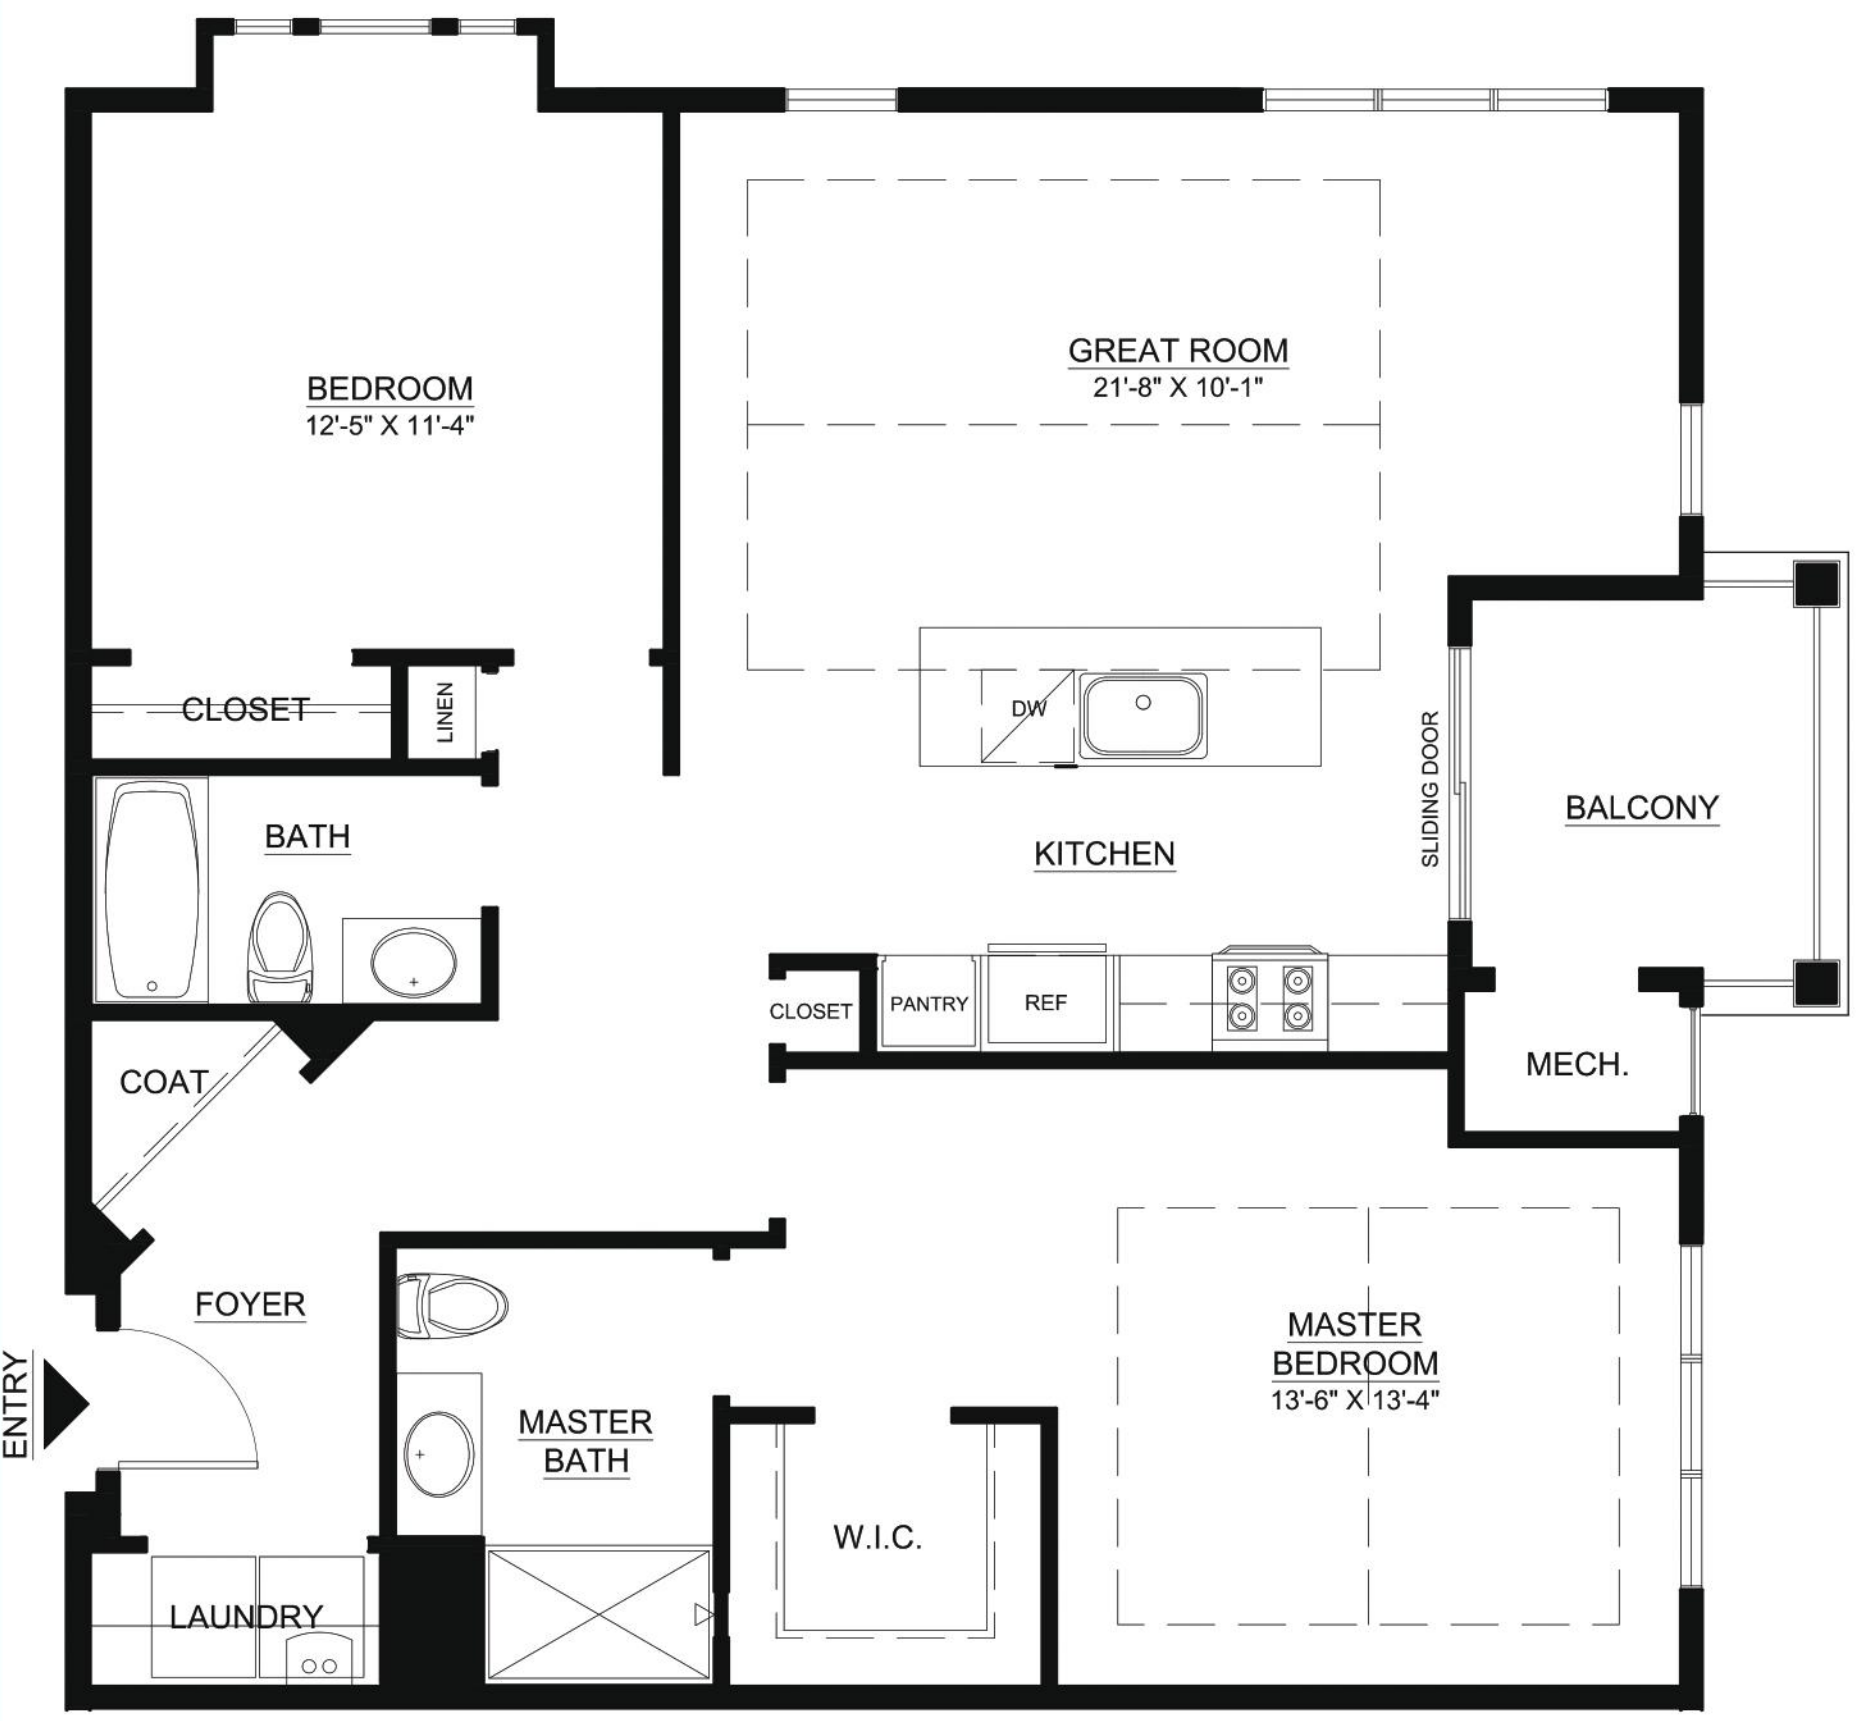 GREAT ROOM
21'-8" X 10'-1"
BEDROOM
12'-5" X 11'-4"
CLOSET
LINEN
DW
SLIDING DOOR
BALCONY
BATH
KITCHEN
CLOSET
PANTRY
REF
COAT
MECH.
FOYER
ENTRY
MASTER
BEDROOM
13'-6" X 13'-4"
MASTER
BATH
W.I.C.
LAUNDRY